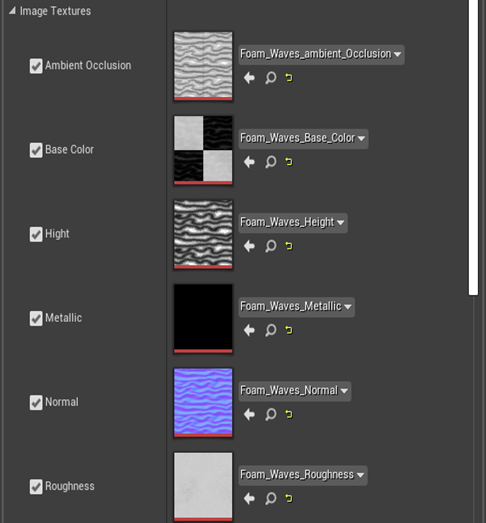 Image Textures
Ambient Occlusion
Foam_Waves_ambient_Occlusion
Base Color
Foam_Waves_Base_Color
Hight
Foam_Waves_Height
Metallic
Foam_Waves_Metallic
Normal
Foam_Waves_Normal
Roughness
Foam_Waves_Roughness